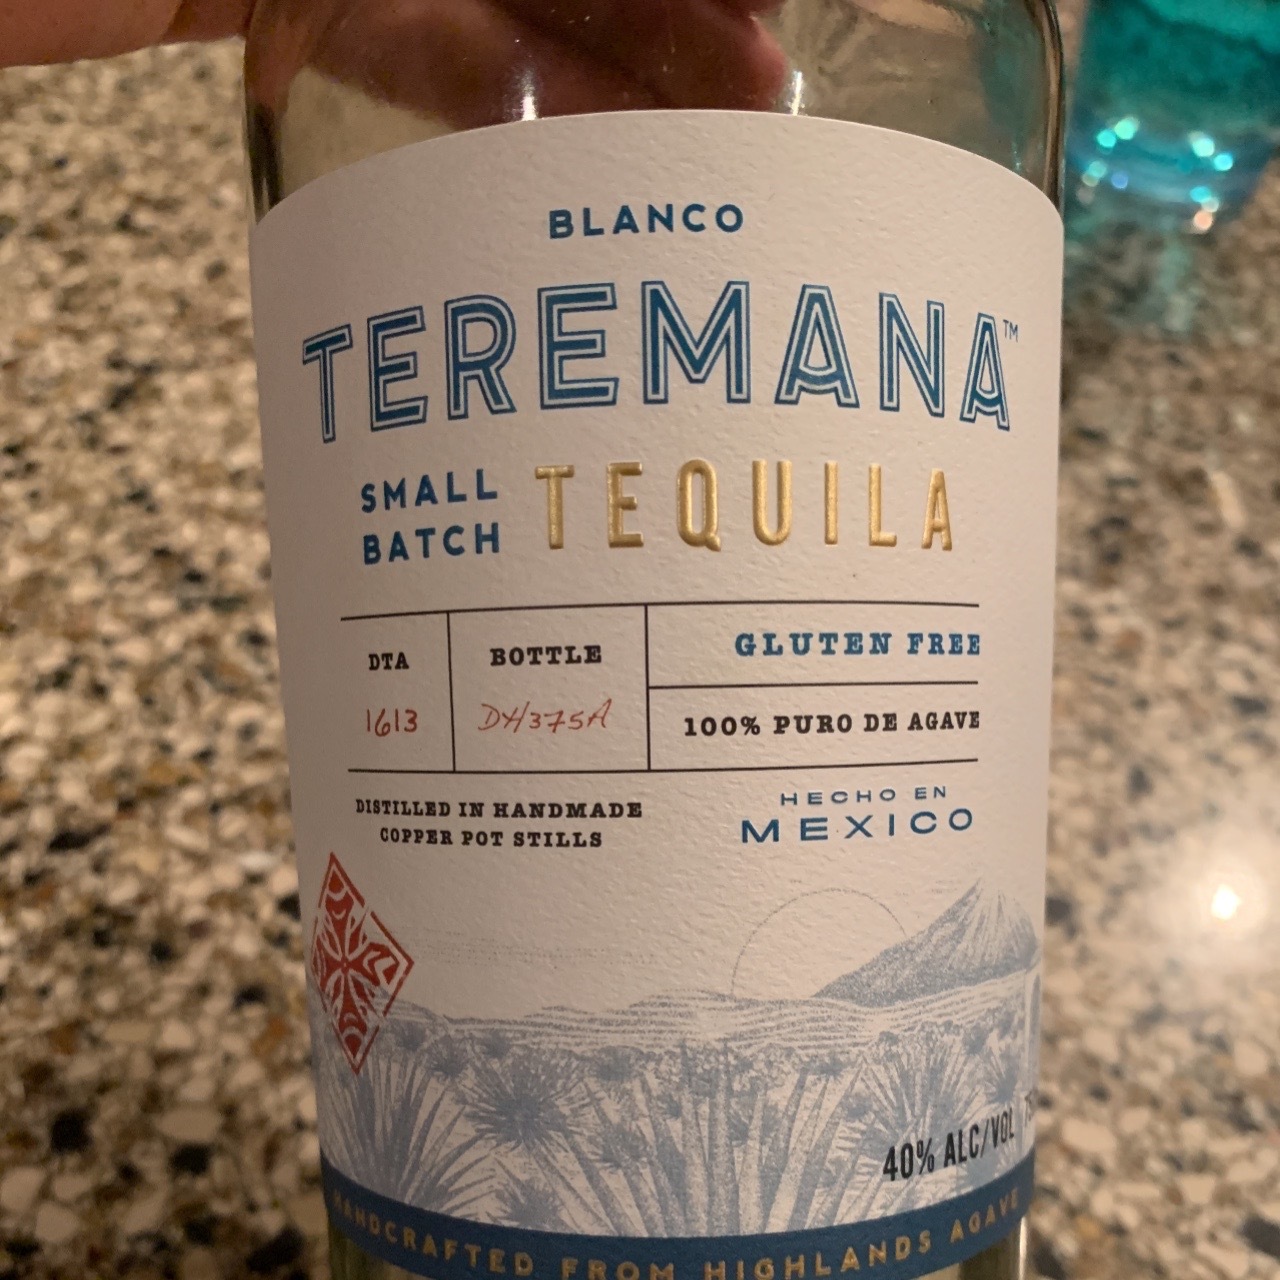 BLANCO
TEREMANA™
SMALL BATCH TEQUILA
DTA
1613
BOTTLE
GLUTEN FREE
100% PURO DE AGAVE
DISTILLED IN HANDMADE
COPPER POT STILLS
HECHO EN
MEXICO
40% ALC/VOL
HANDCRAFTED FROM HIGHLANDS AGAVE